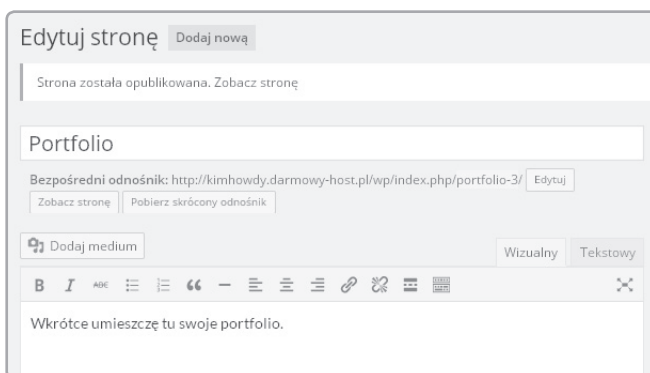 Edytuj stronę Dodaj nową
Strona została opublikowana. Zobacz stronę
Portfolio
Bezpośredni odnośnik: http://kimhowdy.darmowy-host.pl/wp/index.php/portfolio-3/ Edytuj
Zobacz stronę Pobierz skrócony odnośnik
Dodaj medium Wizualny Tekstowy
B I ABC
Wkrótce umieszczę tu swoje portfolio.